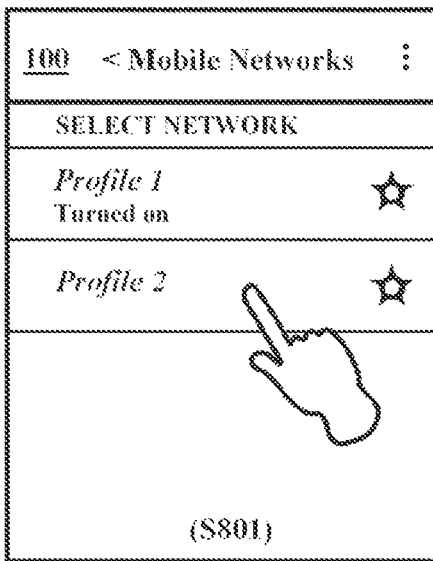 100 < Mobile Networks ⋮
SELECT NETWORK
Profile 1
Turned on
Profile 2
(S801)